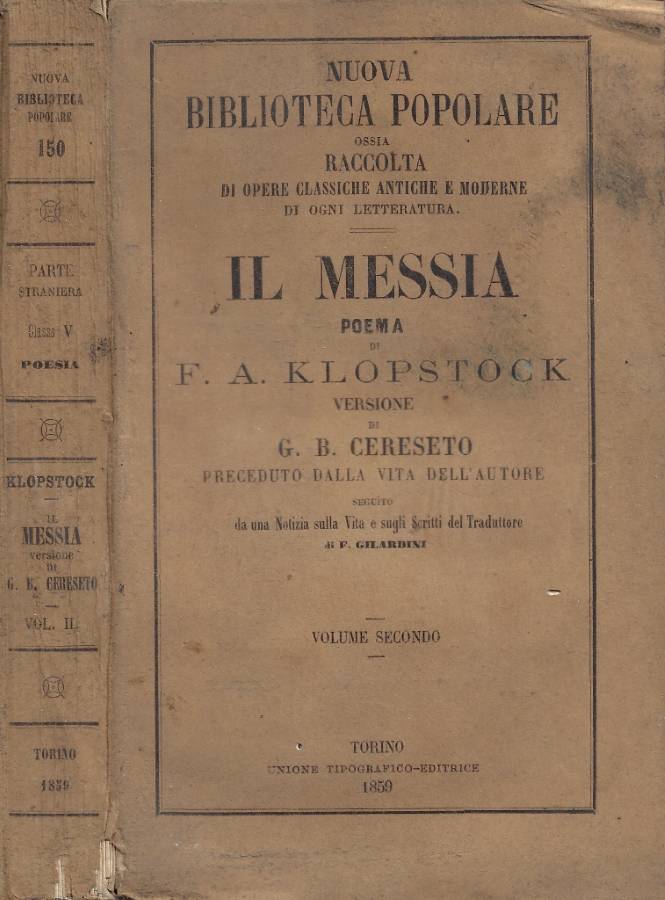 NUOVA
BIBLIOTECA
POPOLARE
150
PARTE
STRANIERA
Classe V
POESIA
KLOPSTOCK
IL
MESSIA
versione
DI
G. B. CERESETO
VOL. II.
TORINO
1859
NUOVA
BIBLIOTECA POPOLARE
OSSIA
RACCOLTA
DI OPERE CLASSICHE ANTICHE E MODERNE
DI OGNI LETTERATURA.
IL MESSIA
POEMA
DI
F. A. KLOPSTOCK
VERSIONE
DI
G. B. CERESETO
PRECEDUTO DALLA VITA DELL'AUTORE
SEGUITO
da una Notizia sulla Vita e sugli Scritti del Traduttore
di F. GILARDINI
VOLUME SECONDO
TORINO
UNIONE TIPOGRAFICO-EDITRICE
1859